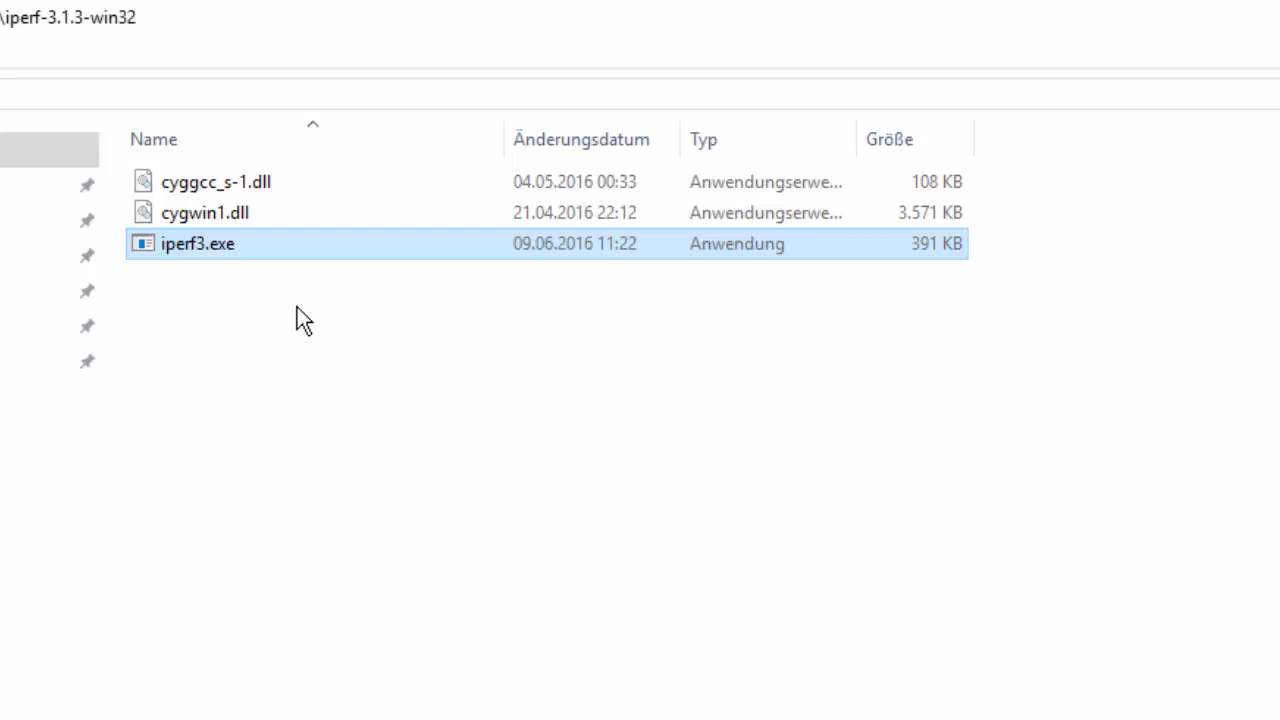 \iperf-3.1.3-win32
Name Änderungsdatum Typ Größe
cyggcc_s-1.dll 04.05.2016 00:33 Anwendungserwe... 108 KB
cygwin1.dll 21.04.2016 22:12 Anwendungserwe... 3.571 KB
iperf3.exe 09.06.2016 11:22 Anwendung 391 KB